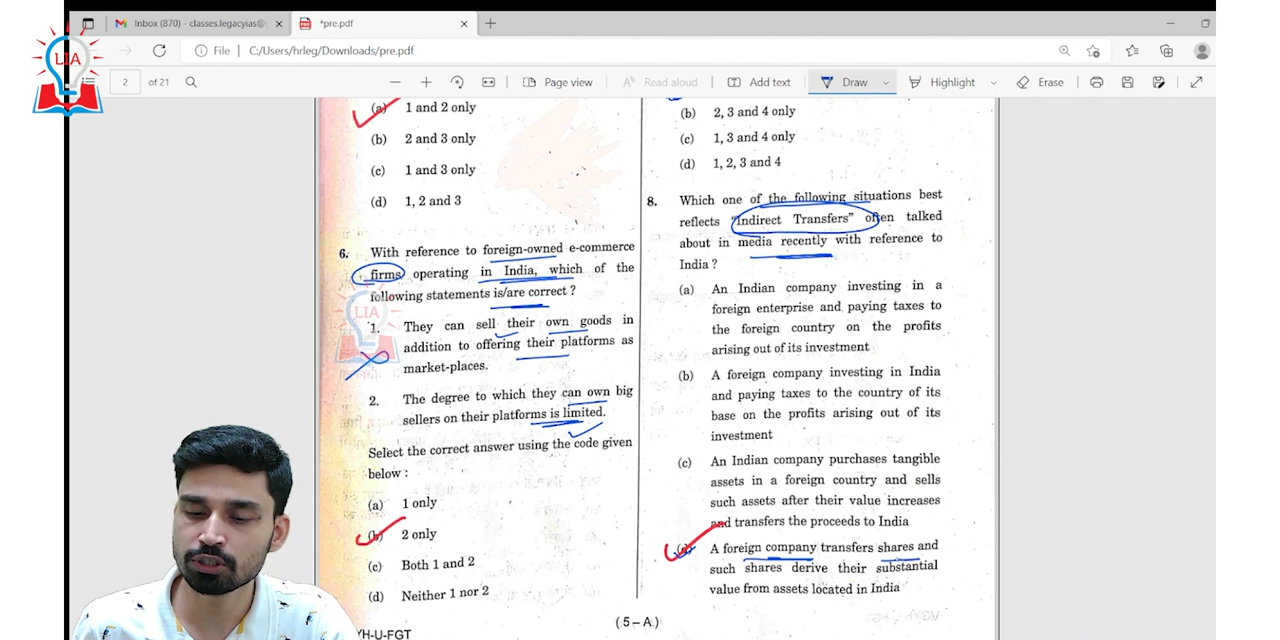 Inbox (870) - classes.legacyias@g
*pre.pdf
LIA
File
C:/Users/hrleg/Downloads/pre.pdf
2
of 21
Page view
Read aloud
Add text
Draw
Highlight
Erase
(a) 1 and 2 only
(b) 2 and 3 only
(c) 1 and 3 only
(d) 1, 2 and 3
6. With reference to foreign-owned e-commerce
firms operating in India, which of the
following statements is/are correct ?
LIA
1. They can sell their own goods in
addition to offering their platforms as
market-places.
2. The degree to which they can own big
sellers on their platforms is limited.
Select the correct answer using the code given
below :
(a) 1 only
(b) 2 only
(c) Both 1 and 2
(d) Neither 1 nor 2
(b) 2, 3 and 4 only
(c) 1, 3 and 4 only
(d) 1, 2, 3 and 4
8. Which one of the following situations best
reflects "Indirect Transfers" often talked
about in media recently with reference to
India ?
(a) An Indian company investing in a
foreign enterprise and paying taxes to
the foreign country on the profits
arising out of its investment
(b) A foreign company investing in India
and paying taxes to the country of its
base on the profits arising out of its
investment
(c) An Indian company purchases tangible
assets in a foreign country and sells
such assets after their value increases
and transfers the proceeds to India
(d) A foreign company transfers shares and
such shares derive their substantial
value from assets located in India
( 5 – A )
YH-U-FGT